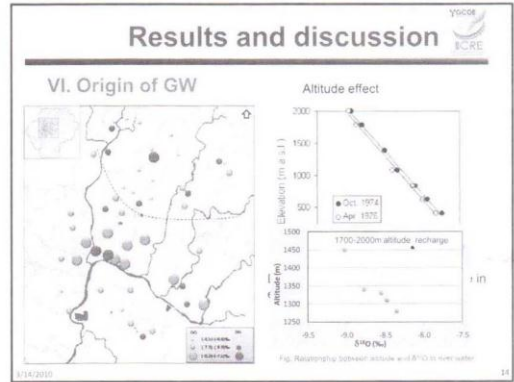 Results and discussion
BCRE
VI. Origin of GW
Altitude effect
Elevation (m a.s.l)
2000
1500
1000
500
Oct. 1974
Apr. 1976
1700-2000m altitude recharge
Altitude (m)
1500
1450
1400
1350
1300
1250
-9.5
-9.0
-8.5
-8.0
-7.5
δ¹⁸O (‰)
in
Fig. Relationship between altitude and δ¹⁸O in river water
3/14/2010
14